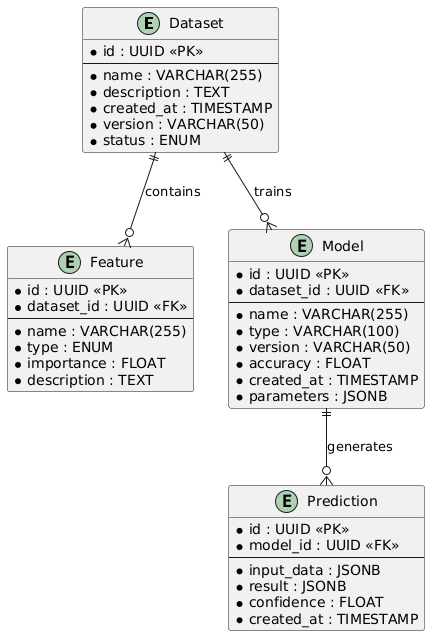 E Dataset
id : UUID «PK»
name : VARCHAR(255)
description : TEXT
created_at : TIMESTAMP
version : VARCHAR(50)
status : ENUM
contains
trains
E Feature
id : UUID «PK»
dataset_id : UUID «FK»
name : VARCHAR(255)
type : ENUM
importance : FLOAT
description : TEXT
E Model
id : UUID «PK»
dataset_id : UUID «FK»
name : VARCHAR(255)
type : VARCHAR(100)
version : VARCHAR(50)
accuracy : FLOAT
created_at : TIMESTAMP
parameters : JSONB
generates
E Prediction
id : UUID «PK»
model_id : UUID «FK»
input_data : JSONB
result : JSONB
confidence : FLOAT
created_at : TIMESTAMP